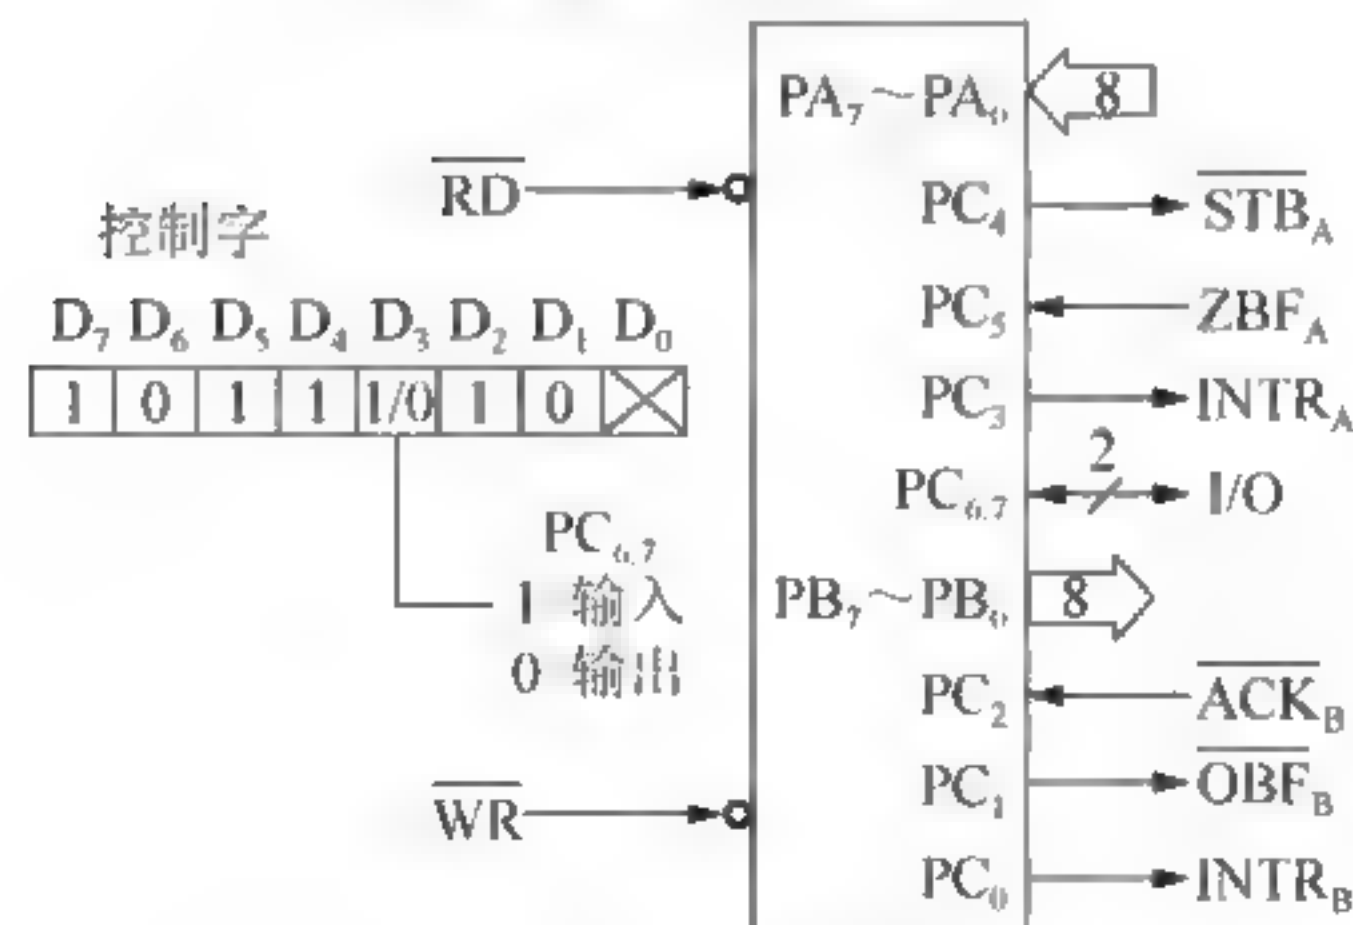 PA₇～PA₀
8
RD
PC₄
STB_A
控制字
D₇ D₆ D₅ D₄ D₃ D₂ D₁ D₀
PC₅
ZBF_A
1 0 1 1 1/0 1 0
PC₃
INTR_A
2
PC₆,₇
I/O
PC₆,₇
1 输入
0 输出
PB₇～PB₀
8
PC₂
ACK_B
WR
PC₁
OBF_B
PC₀
INTR_B